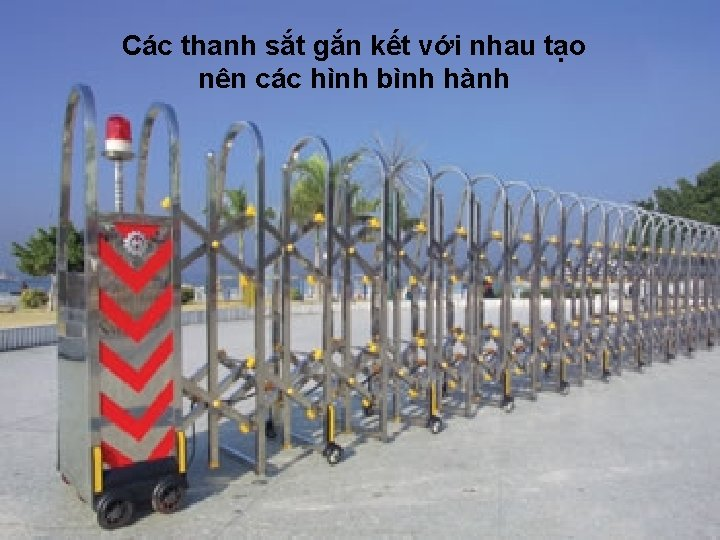 Các thanh sắt gắn kết với nhau tạo
nên các hình bình hành